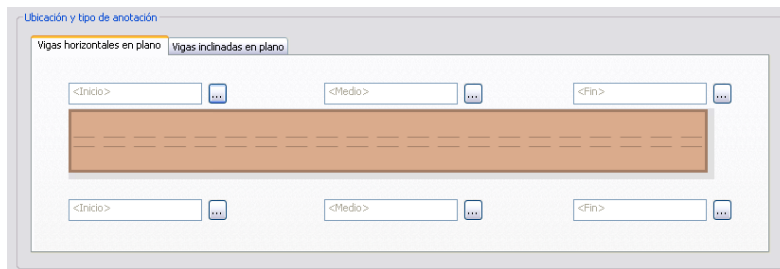 Ubicación y tipo de anotación
Vigas horizontales en plano Vigas inclinadas en plano
<Inicio> ... <Medio> ... <Fin> ...
<Inicio> ... <Medio> ... <Fin> ...